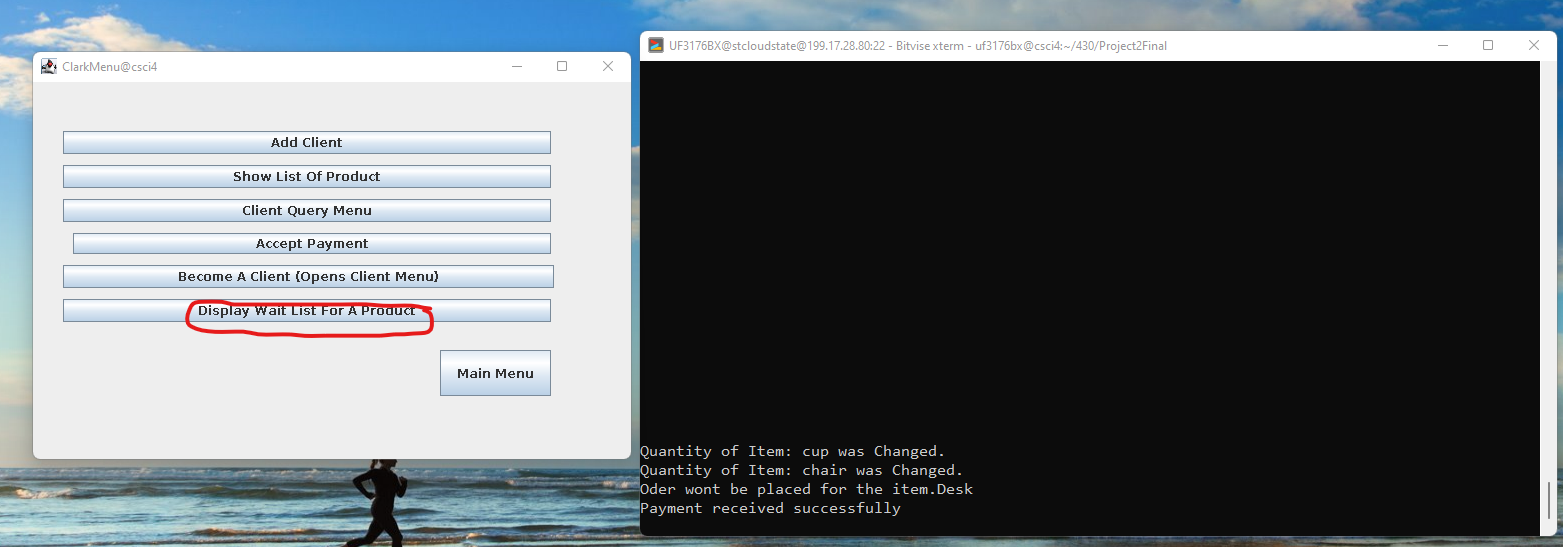 ClarkMenu@csci4
Add Client
Show List Of Product
Client Query Menu
Accept Payment
Become A Client (Opens Client Menu)
Display Wait List For A Product
Main Menu
UF3176BX@stcloudstate@199.17.28.80:22 - Bitvise xterm - uf3176bx@csci4:~/430/Project2Final
Quantity of Item: cup was Changed.
Quantity of Item: chair was Changed.
Oder wont be placed for the item.Desk
Payment received successfully